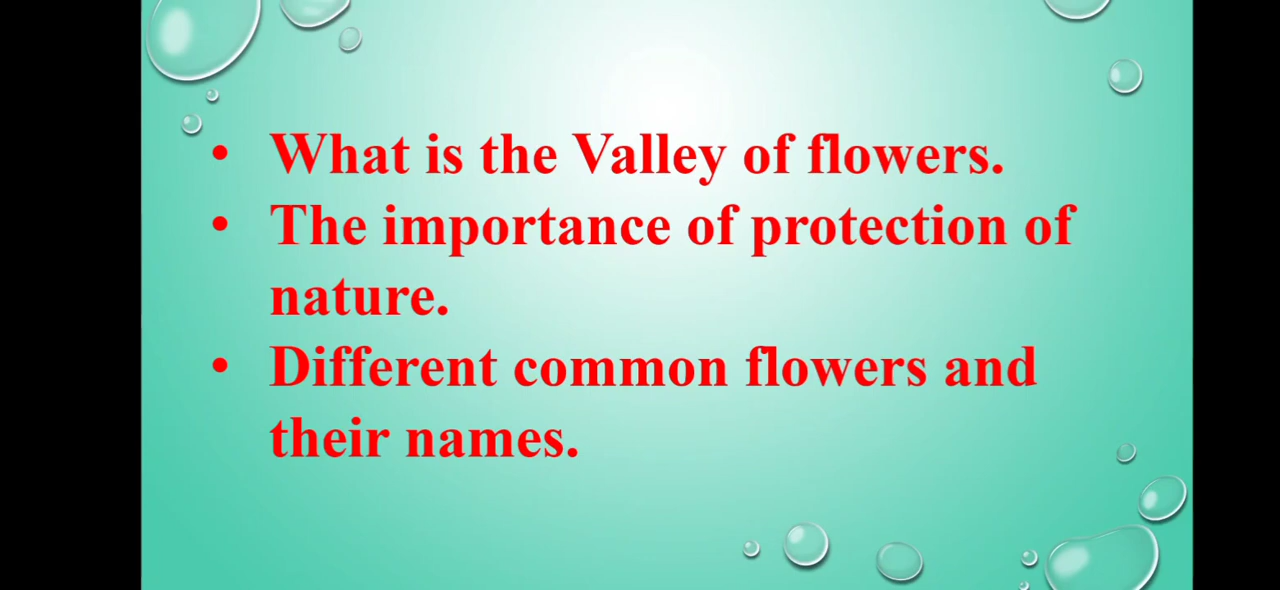 • What is the Valley of flowers.
• The importance of protection of
nature.
• Different common flowers and
their names.